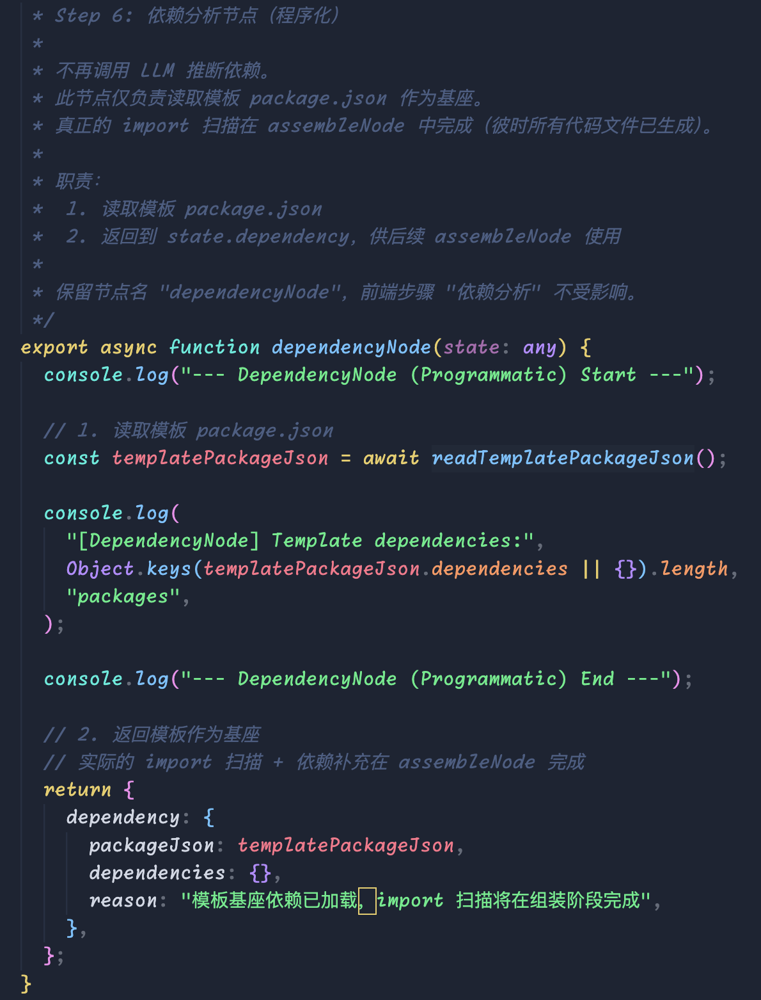 * Step 6: 依赖分析节点（程序化）
*
* 不再调用 LLM 推断依赖。
* 此节点仅负责读取模板 package.json 作为基座。
* 真正的 import 扫描在 assembleNode 中完成（彼时所有代码文件已生成）。
*
* 职责：
*  1. 读取模板 package.json
*  2. 返回到 state.dependency，供后续 assembleNode 使用
*
* 保留节点名 "dependencyNode"，前端步骤 "依赖分析" 不受影响。
*/
export async function dependencyNode(state: any) {
  console.log("--- DependencyNode (Programmatic) Start ---");

  // 1. 读取模板 package.json
  const templatePackageJson = await readTemplatePackageJson();

  console.log(
    "[DependencyNode] Template dependencies:",
    Object.keys(templatePackageJson.dependencies || {}).length,
    "packages",
  );

  console.log("--- DependencyNode (Programmatic) End ---");

  // 2. 返回模板作为基座
  // 实际的 import 扫描 + 依赖补充在 assembleNode 完成
  return {
    dependency: {
      packageJson: templatePackageJson,
      dependencies: {},
      reason: "模板基座依赖已加载，import 扫描将在组装阶段完成",
    },
  };
}